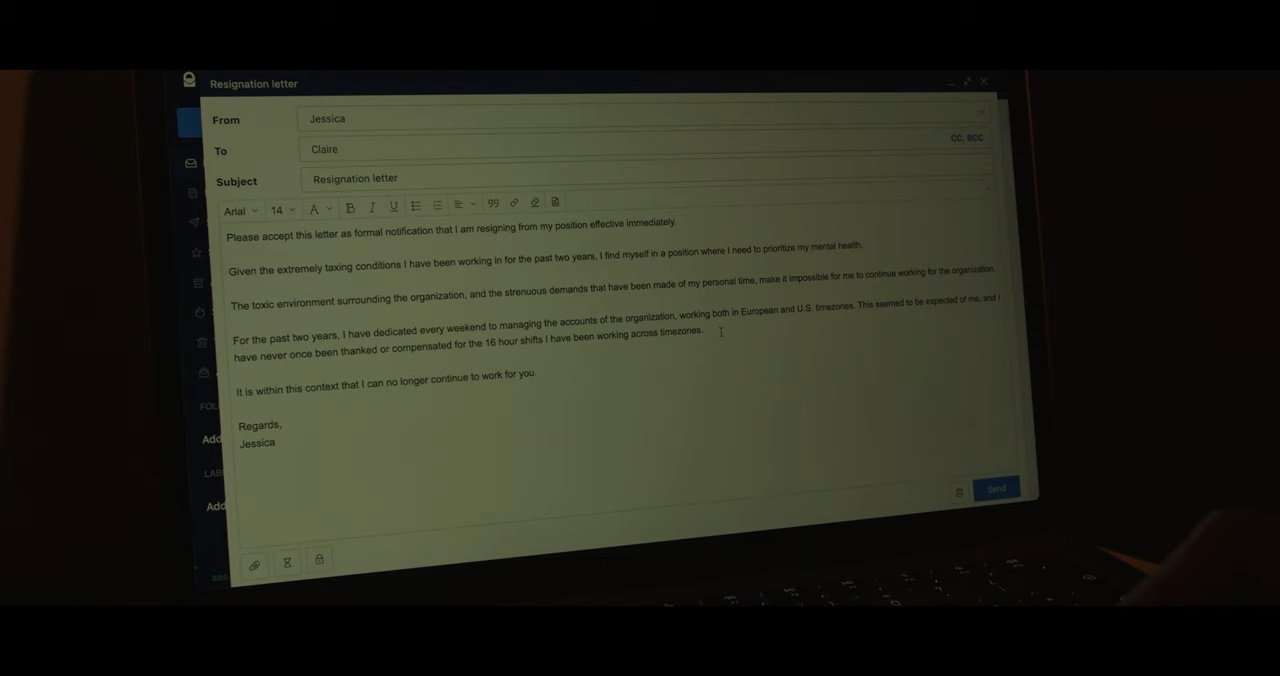 Resignation letter
From
Jessica
To
Claire
CC, BCC
Subject
Resignation letter
Arial
14
A
B
I
U
99
Please accept this letter as formal notification that I am resigning from my position effective immediately.
Given the extremely taxing conditions I have been working in for the past two years, I find myself in a position where I need to prioritize my mental health.
The toxic environment surrounding the organization, and the strenuous demands that have been made of my personal time, make it impossible for me to continue working for the organization.
For the past two years, I have dedicated every weekend to managing the accounts of the organization, working both in European and U.S. timezones. This seemed to be expected of me, and I
have never once been thanked or compensated for the 16 hour shifts I have been working across timezones.
It is within this context that I can no longer continue to work for you.
Regards,
Jessica
FOL
Add
LAB
Add
Send